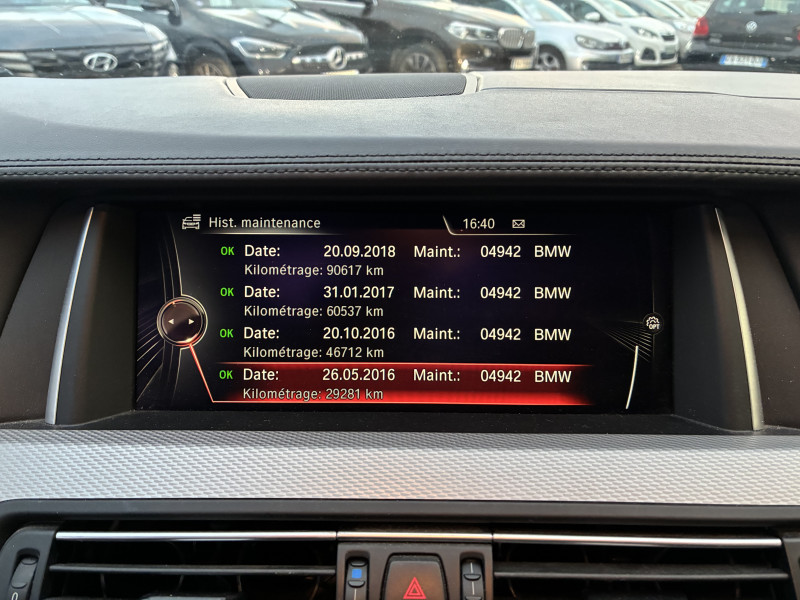 Hist. maintenance 16:40
OK Date: 20.09.2018 Maint.: 04942 BMW
Kilométrage: 90617 km
OK Date: 31.01.2017 Maint.: 04942 BMW
Kilométrage: 60537 km
OK Date: 20.10.2016 Maint.: 04942 BMW
Kilométrage: 46712 km
OK Date: 26.05.2016 Maint.: 04942 BMW
Kilométrage: 29281 km
OPT
0